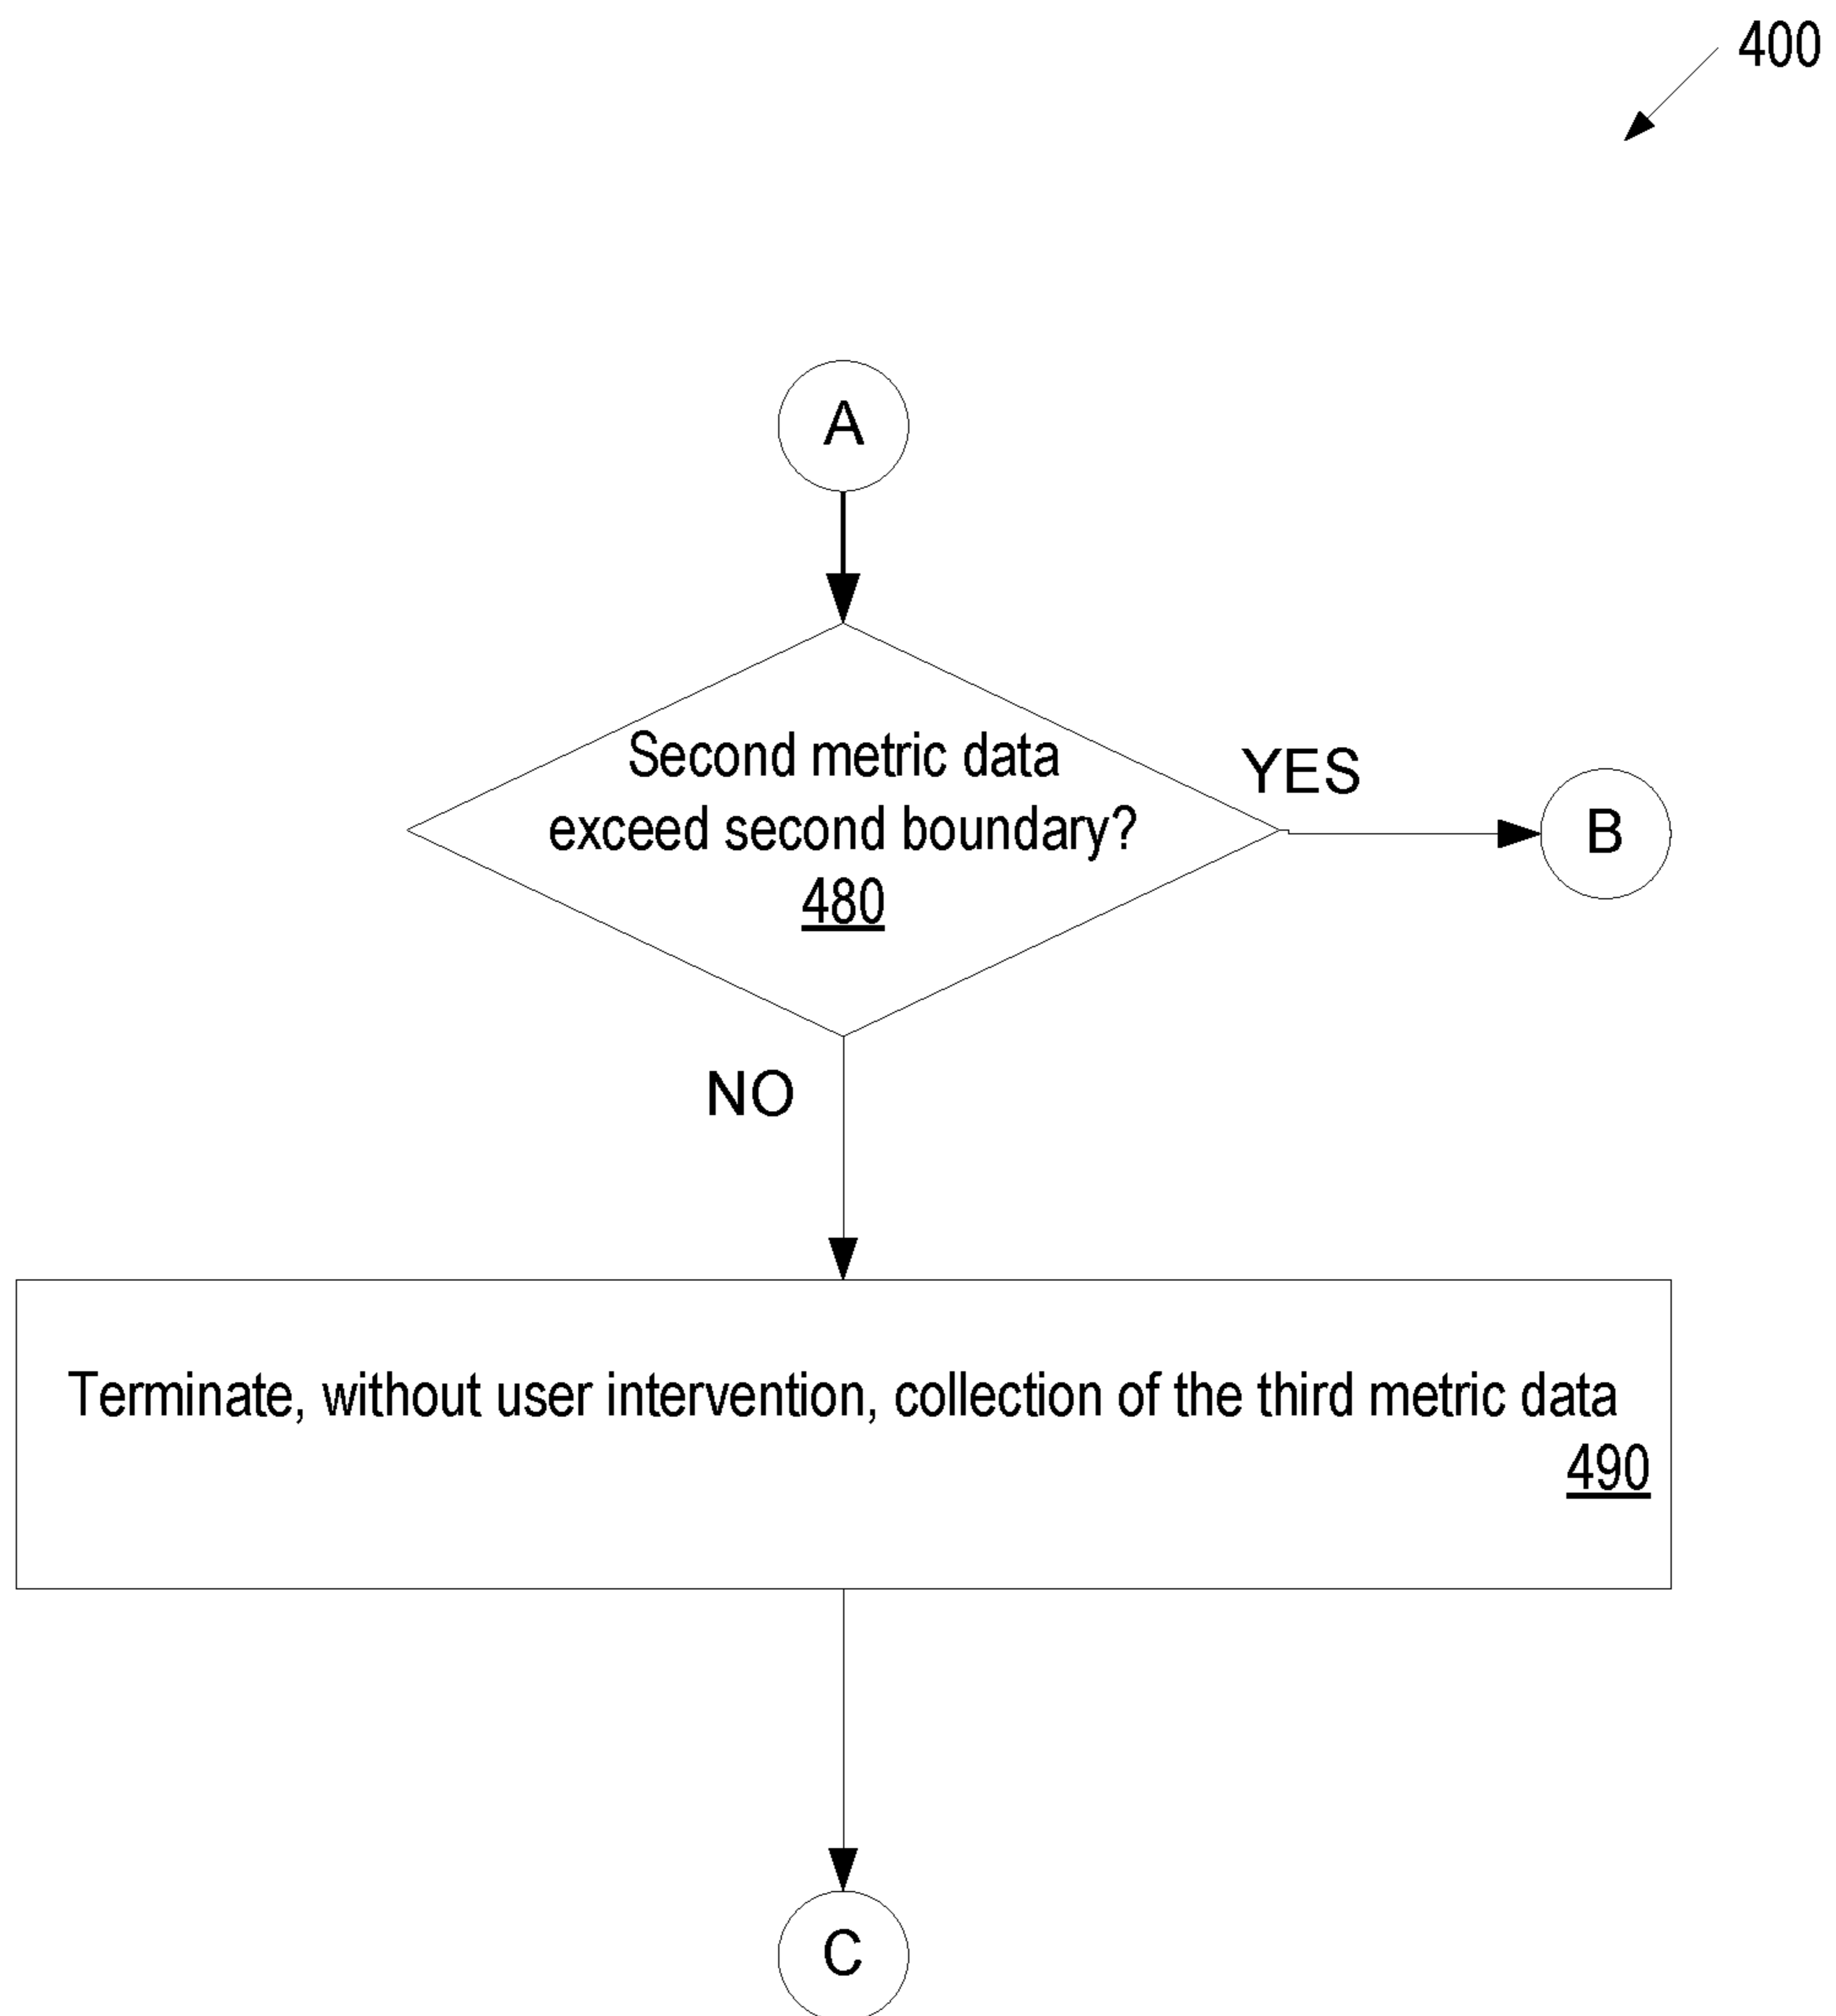 400
A
Second metric data
exceed second boundary?
480
YES
B
NO
Terminate, without user intervention, collection of the third metric data
490
C